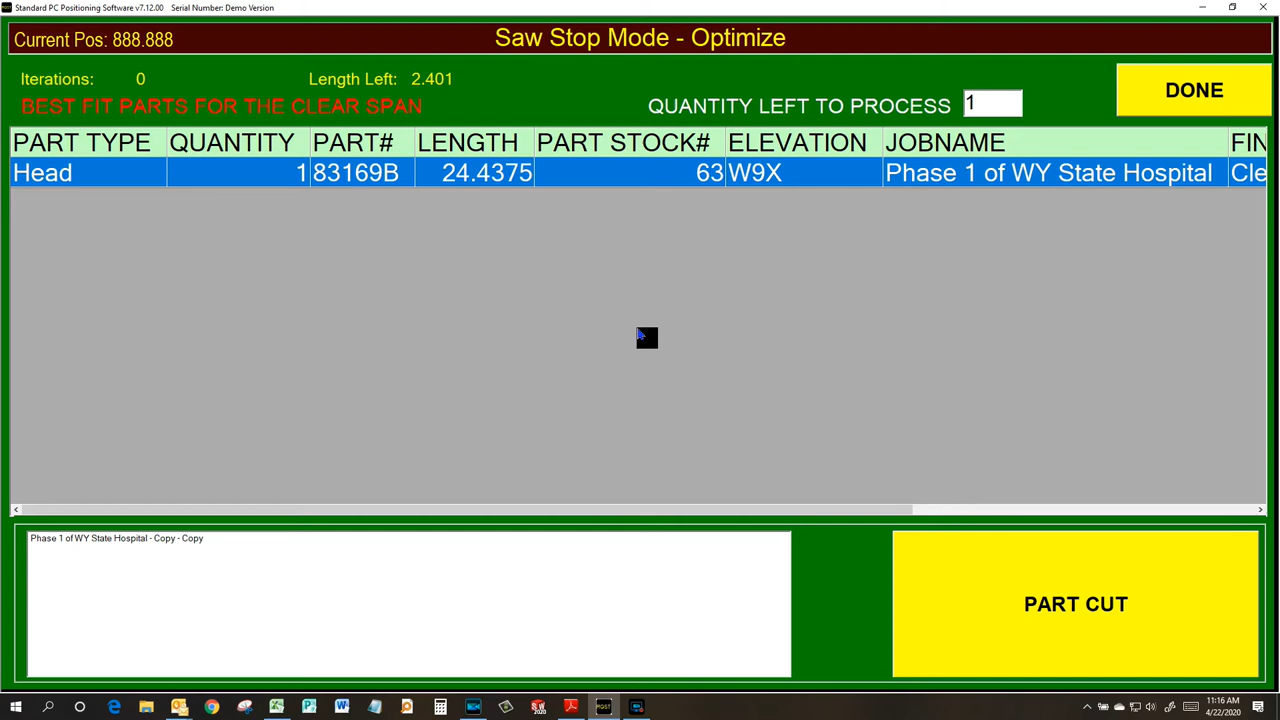 Standard PC Positioning Software v7.12.00 Serial Number: Demo Version
Current Pos: 888.888
Saw Stop Mode - Optimize
Iterations: 0 Length Left: 2.401
BEST FIT PARTS FOR THE CLEAR SPAN
QUANTITY LEFT TO PROCESS 1
DONE
PART TYPE QUANTITY PART# LENGTH PART STOCK# ELEVATION JOBNAME FIN
Head 1 83169B 24.4375 63 W9X Phase 1 of WY State Hospital Cle
Phase 1 of WY State Hospital - Copy - Copy
PART CUT
11:16 AM
4/22/2020